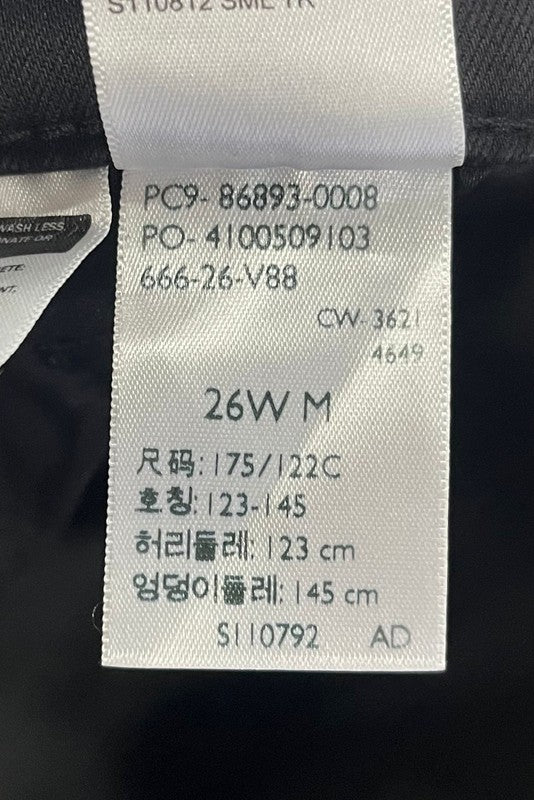 S110812 SML TR
WASH LESS
PC9- 86893-0008
PO- 4100509103
666-26-V88
CW- 3621
4649
26W M
尺码: 175/122C
호칭: 123-145
허리둘레: 123 cm
엉덩이둘레: 145 cm
S110792 AD